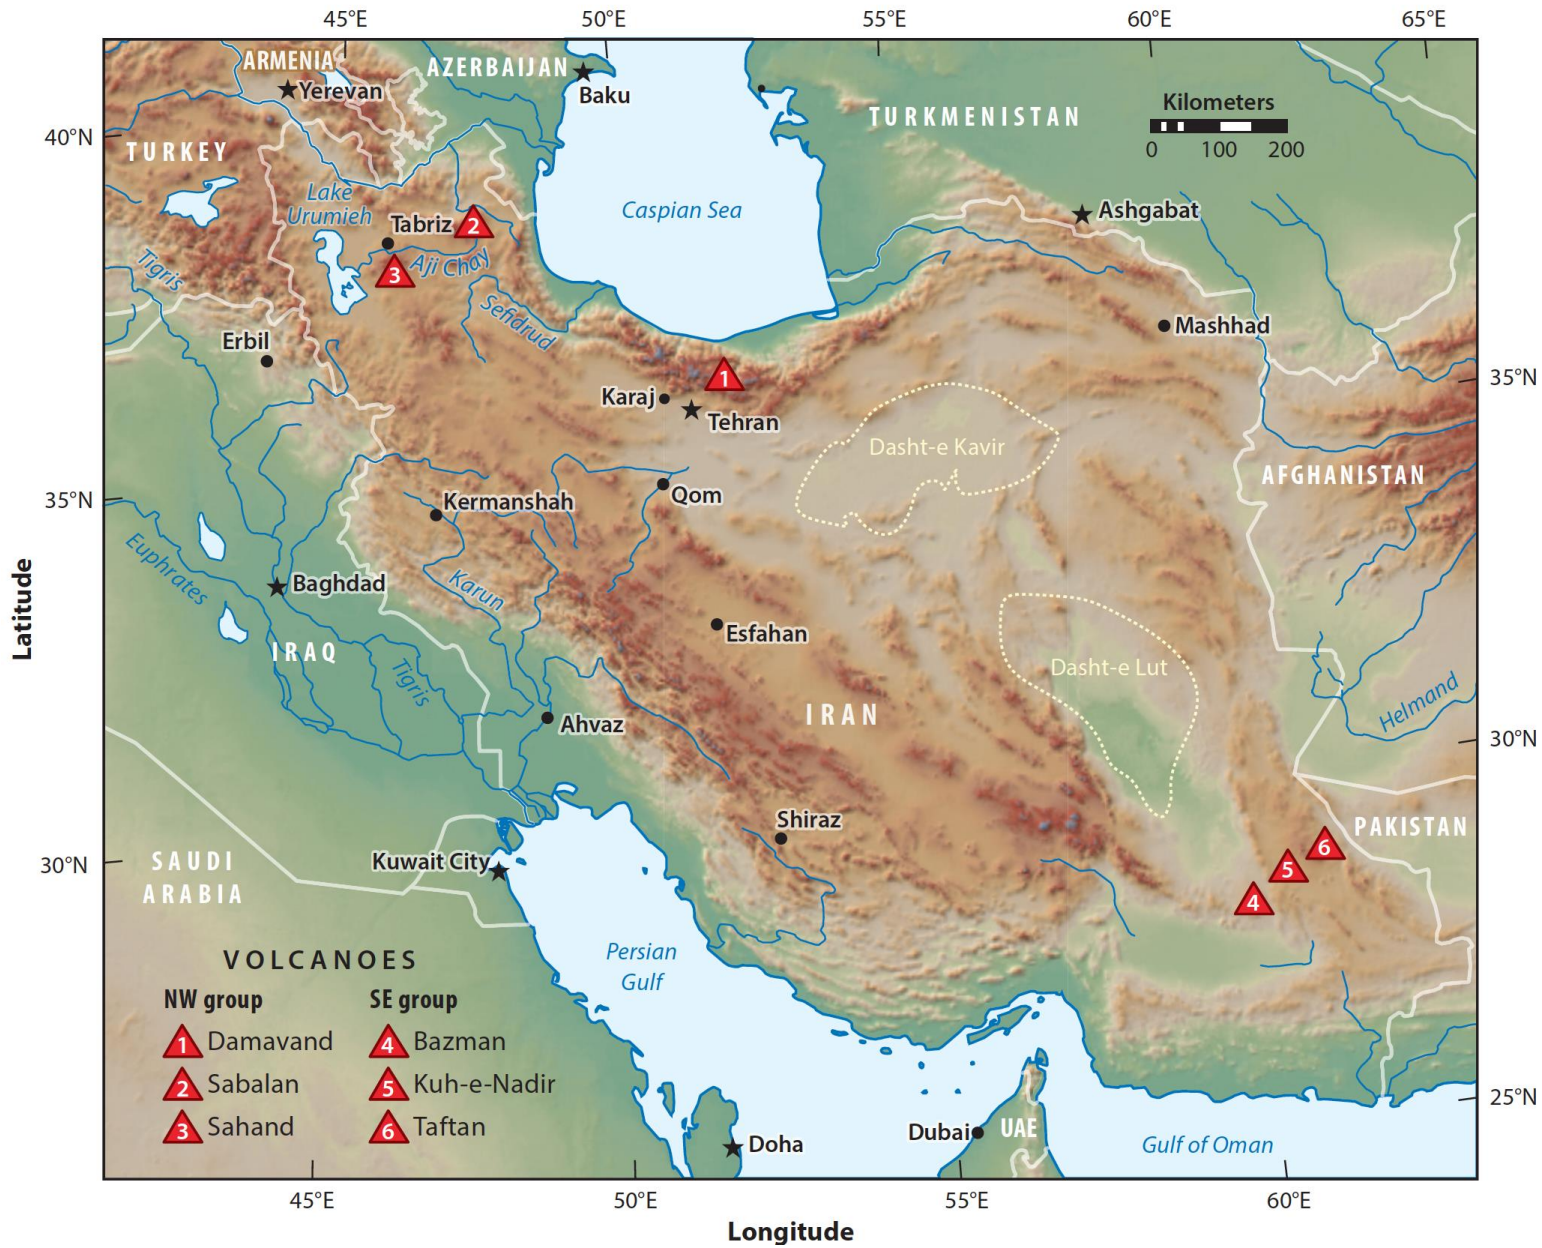 45°E
50°E
55°E
60°E
65°E
ARMENIA
AZERBAIJAN
Yerevan
Baku
TURKMENISTAN
Kilometers
0 100 200
40°N
TURKEY
Lake
Urumieh
Caspian Sea
Ashgabat
Tabriz
2
Tigris
3
Aji Chay
Sefidrud
Mashhad
Erbil
1
35°N
Karaj
Tehran
Dasht-e Kavir
AFGHANISTAN
35°N
Kermanshah
Qom
Euphrates
Baghdad
Karun
Latitude
Esfahan
IRAQ
Tigris
Dasht-e Lut
Helmand
IRAN
Ahvaz
30°N
Shiraz
PAKISTAN
6
30°N
SAUDI
ARABIA
Kuwait City
5
4
VOLCANOES
Persian
Gulf
NW group
1 Damavand
2 Sabalan
3 Sahand
SE group
4 Bazman
5 Kuh-e-Nadir
6 Taftan
25°N
Doha
Dubai
UAE
Gulf of Oman
45°E
50°E
55°E
60°E
Longitude